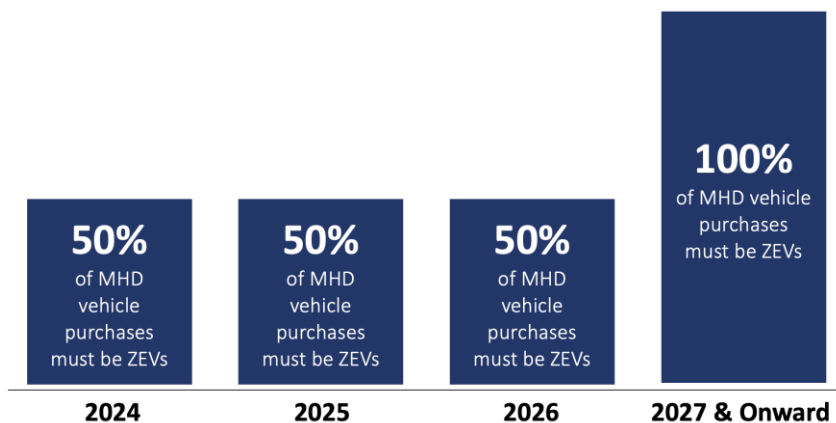 50%
of MHD
vehicle
purchases
must be ZEVs
50%
of MHD
vehicle
purchases
must be ZEVs
50%
of MHD
vehicle
purchases
must be ZEVs
100%
of MHD vehicle
purchases
must be ZEVs
2024
2025
2026
2027 & Onward